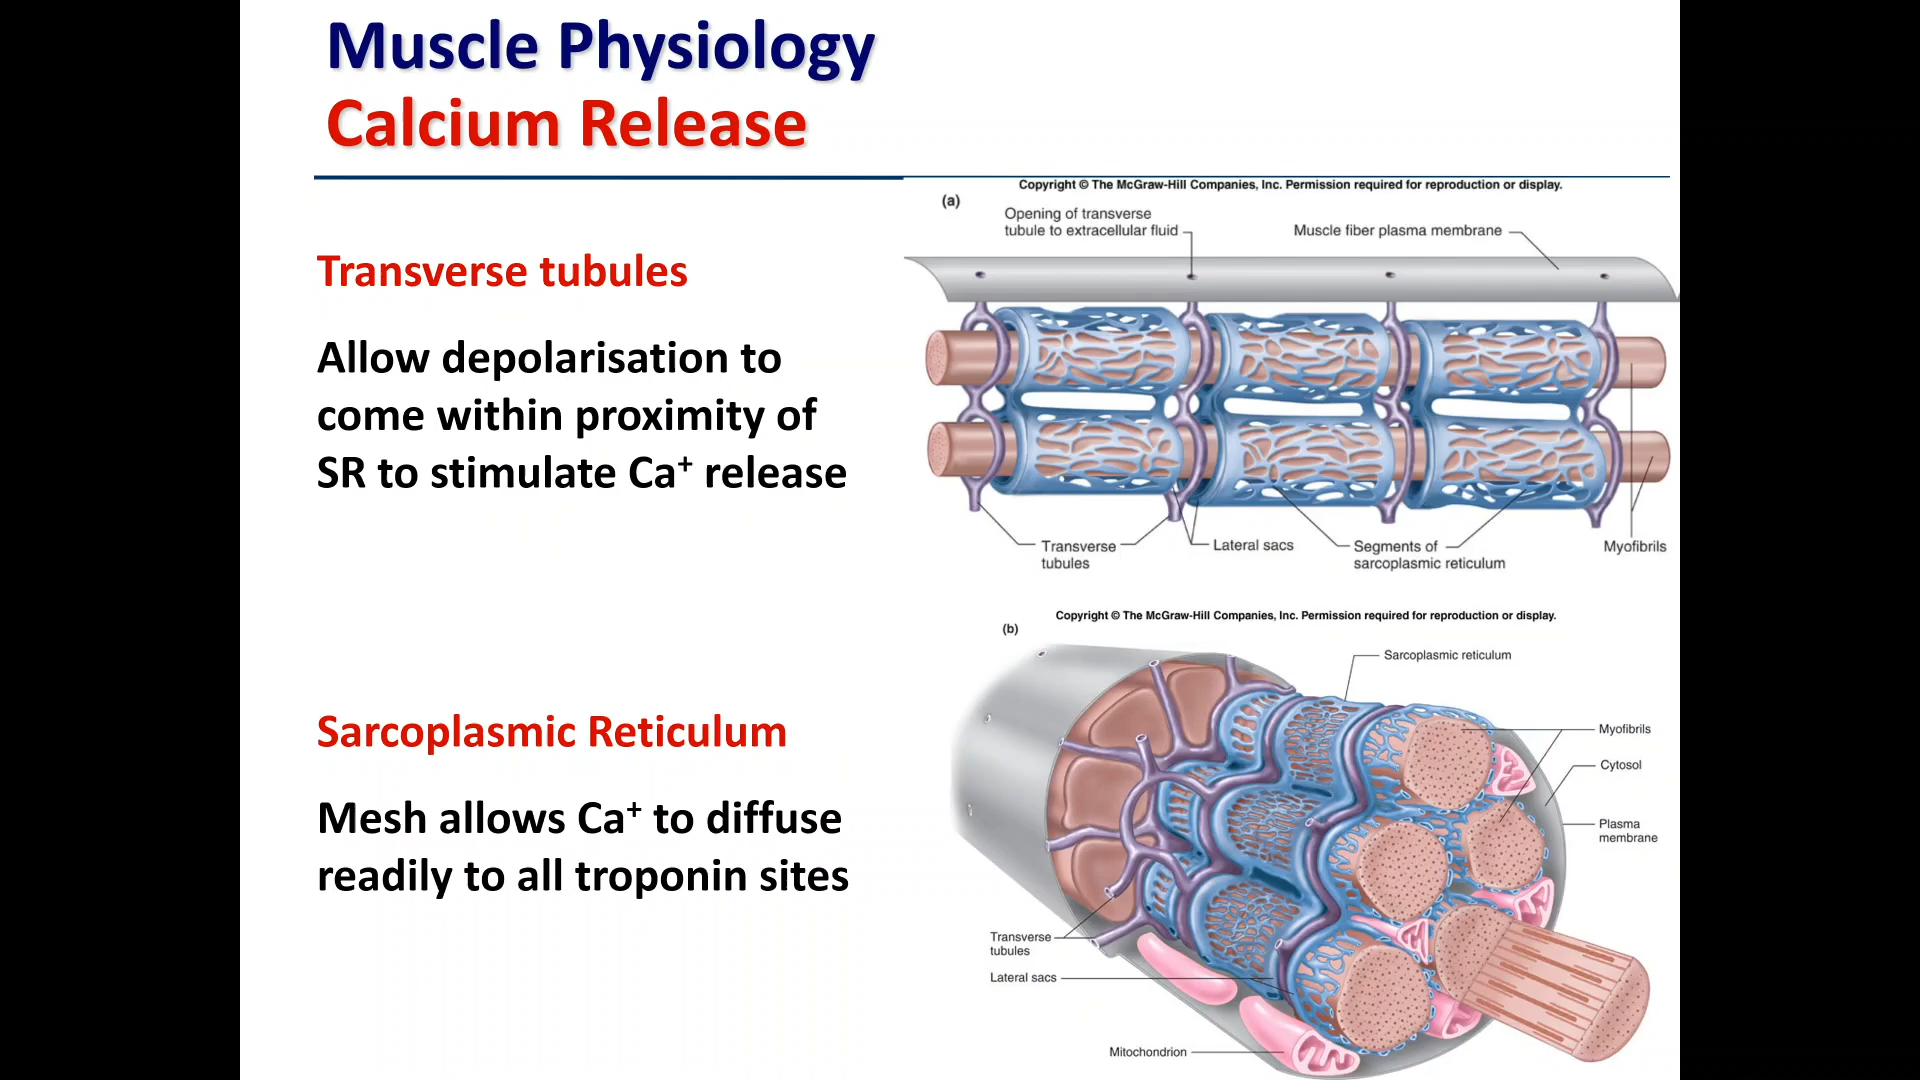 Muscle Physiology
Calcium Release
Transverse tubules
Allow depolarisation to
come within proximity of
SR to stimulate Ca⁺ release
Sarcoplasmic Reticulum
Mesh allows Ca⁺ to diffuse
readily to all troponin sites
Copyright © The McGraw-Hill Companies, Inc. Permission required for reproduction or display.
(a)
Opening of transverse
tubule to extracellular fluid
Muscle fiber plasma membrane
Transverse
tubules
Lateral sacs
Segments of
sarcoplasmic reticulum
Myofibrils
Copyright © The McGraw-Hill Companies, Inc. Permission required for reproduction or display.
(b)
Sarcoplasmic reticulum
Myofibrils
Cytosol
Plasma
membrane
Transverse
tubules
Lateral sacs
Mitochondrion